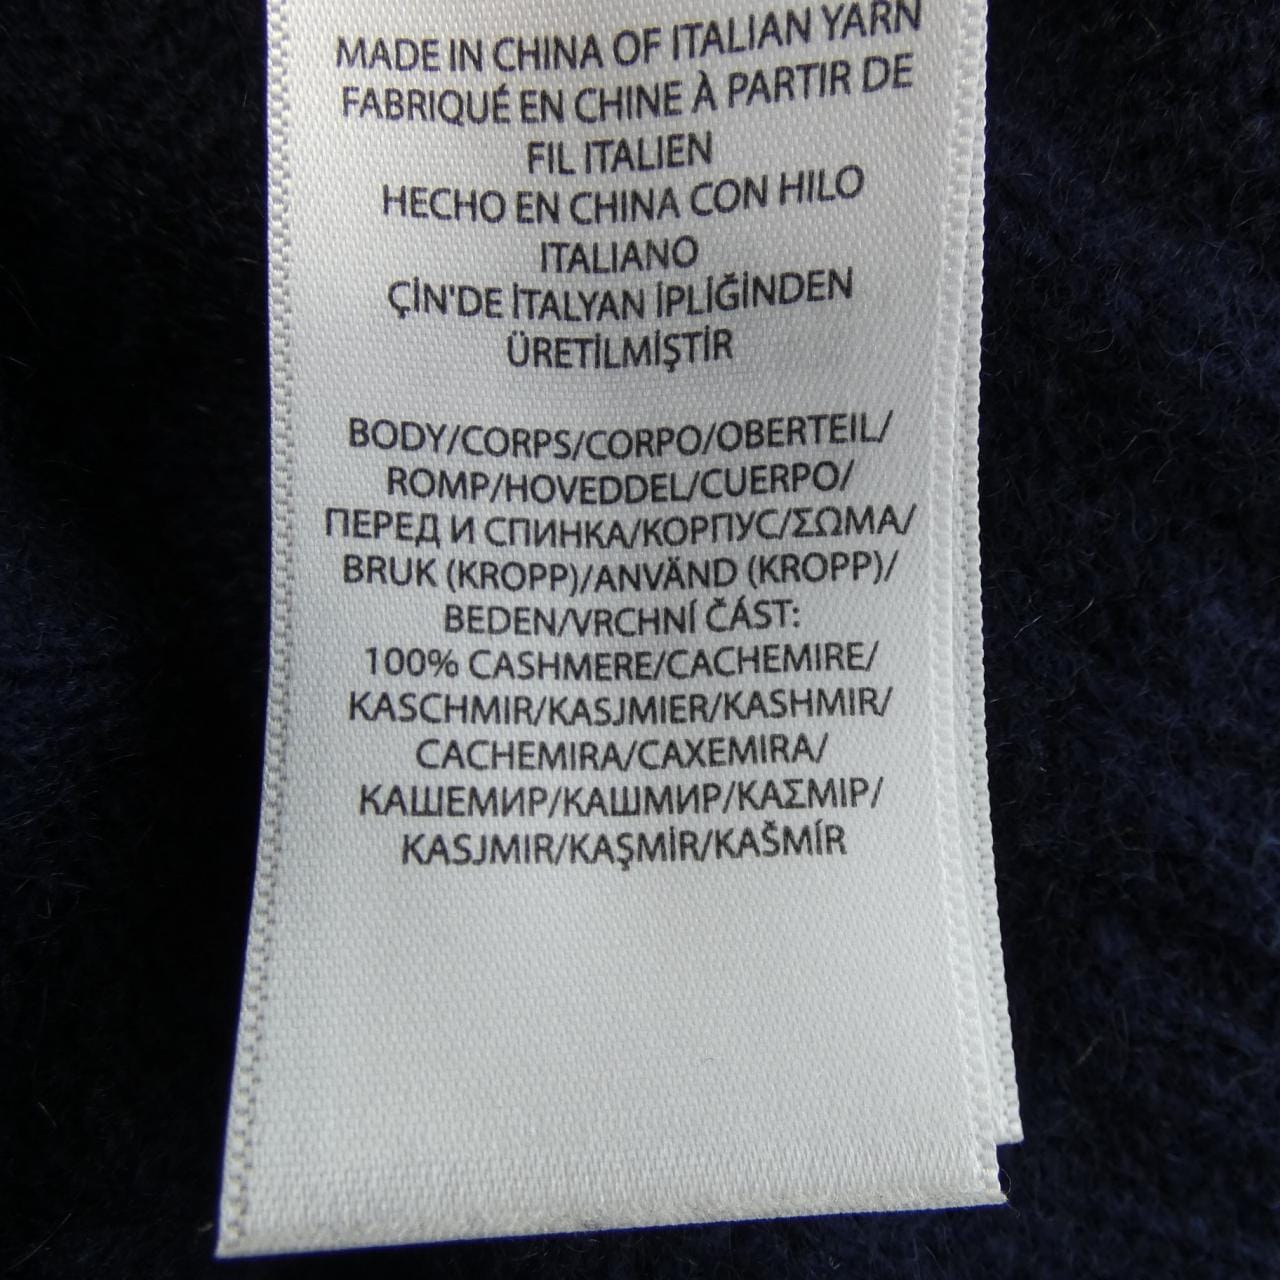 MADE IN CHINA OF ITALIAN YARN
FABRIQUÉ EN CHINE À PARTIR DE
FIL ITALIEN
HECHO EN CHINA CON HILO
ITALIANO
ÇİN'DE İTALYAN İPLİĞİNDEN
ÜRETİLMİŞTİR
BODY/CORPS/CORPO/OBERTEIL/
ROMP/HOVEDDEL/CUERPO/
ПЕРЕД И СПИНКА/КОРПУС/ΣΩΜΑ/
BRUK (KROPP)/ANVÄND (KROPP)/
BEDEN/VRCHNÍ ČÁST:
100% CASHMERE/CACHEMIRE/
KASCHMIR/KASJMIER/KASHMIR/
CACHEMIRA/CAXEMIRA/
КАШЕМИР/КАШМИР/ΚΑΣΜΙΡ/
KASJMIR/KAŞMİR/KAŠMÍR